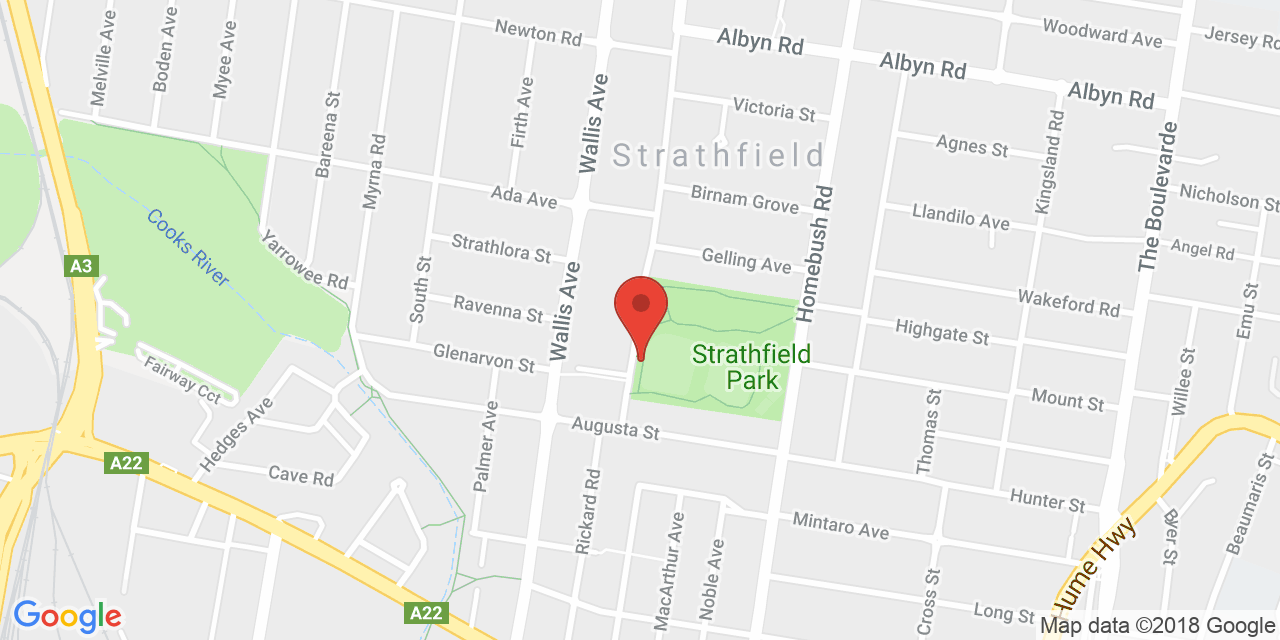 Melville Ave
Boden Ave
Myee Ave
Newton Rd
Albyn Rd
Albyn Rd
Albyn Rd
Woodward Ave
Jersey Rd
Bareena St
Myrna Rd
Firth Ave
Wallis Ave
Victoria St
Strathfield
Agnes St
Kingsland Rd
The Boulevarde
Nicholson St
Ada Ave
Birnam Grove
Homebush Rd
Llandilo Ave
Angel Rd
Cooks River
Yarrowee Rd
Strathlora St
Gelling Ave
A3
South St
Ravenna St
Wallis Ave
Wakeford Rd
Highgate St
Emu St
Glenarvon St
Strathfield
Park
Fairway Cct
Willee St
Mount St
Hedges Ave
Palmer Ave
Augusta St
Thomas St
A22
Cave Rd
Rickard Rd
Hunter St
Mintaro Ave
Beaumaris St
Hume Hwy
MacArthur Ave
Noble Ave
Cross St
Long St
A22
Google
Map data ©2018 Google